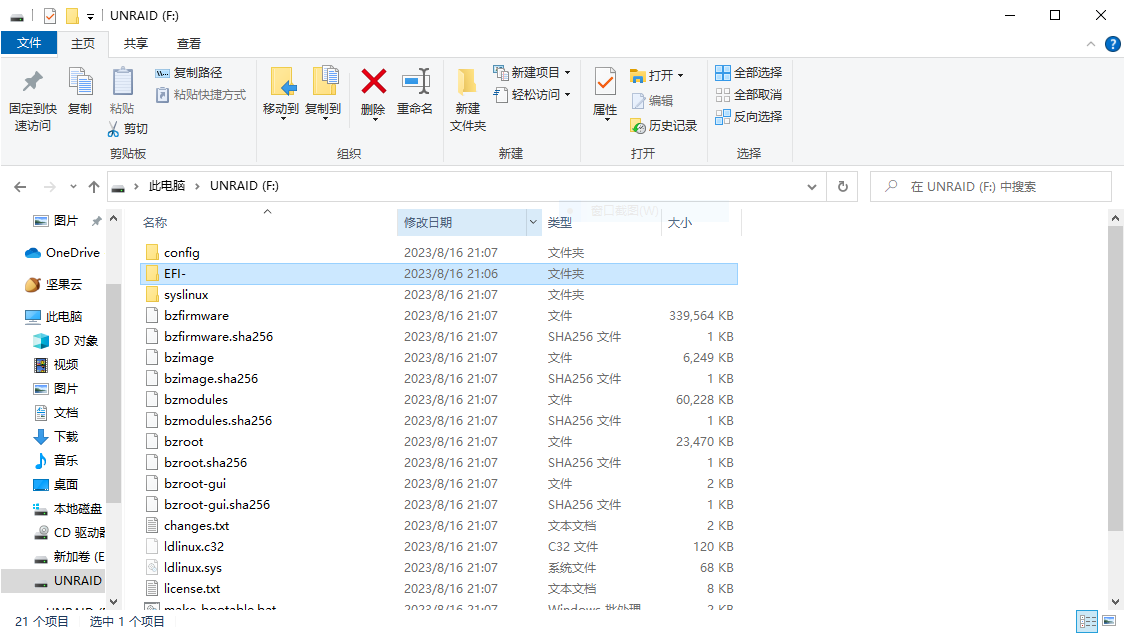 UNRAID (F:)
文件 主页 共享 查看
固定到快速访问
复制
粘贴
复制路径
粘贴快捷方式
剪切
剪贴板
移动到
复制到
删除
重命名
组织
新建文件夹
新建项目
轻松访问
新建
属性
打开
编辑
历史记录
打开
全部选择
全部取消
反向选择
选择
此电脑 UNRAID (F:)
在 UNRAID (F:) 中搜索
窗口截图(W)
图片
OneDrive
坚果云
此电脑
3D 对象
视频
图片
文档
下载
音乐
桌面
本地磁盘
CD 驱动器
新加卷 (E
UNRAID
名称 修改日期 类型 大小
config 2023/8/16 21:07 文件夹
EFI- 2023/8/16 21:06 文件夹
syslinux 2023/8/16 21:07 文件夹
bzfirmware 2023/8/16 21:07 文件 339,564 KB
bzfirmware.sha256 2023/8/16 21:07 SHA256 文件 1 KB
bzimage 2023/8/16 21:07 文件 6,249 KB
bzimage.sha256 2023/8/16 21:07 SHA256 文件 1 KB
bzmodules 2023/8/16 21:07 文件 60,228 KB
bzmodules.sha256 2023/8/16 21:07 SHA256 文件 1 KB
bzroot 2023/8/16 21:07 文件 23,470 KB
bzroot.sha256 2023/8/16 21:07 SHA256 文件 1 KB
bzroot-gui 2023/8/16 21:07 文件 2 KB
bzroot-gui.sha256 2023/8/16 21:07 SHA256 文件 1 KB
changes.txt 2023/8/16 21:07 文本文档 2 KB
ldlinux.c32 2023/8/16 21:07 C32 文件 120 KB
ldlinux.sys 2023/8/16 21:07 系统文件 68 KB
license.txt 2023/8/16 21:07 文本文档 8 KB
make_bootable.bat 2023/8/16 21:07 Windows 批处理 2 KB
21 个项目 选中 1 个项目